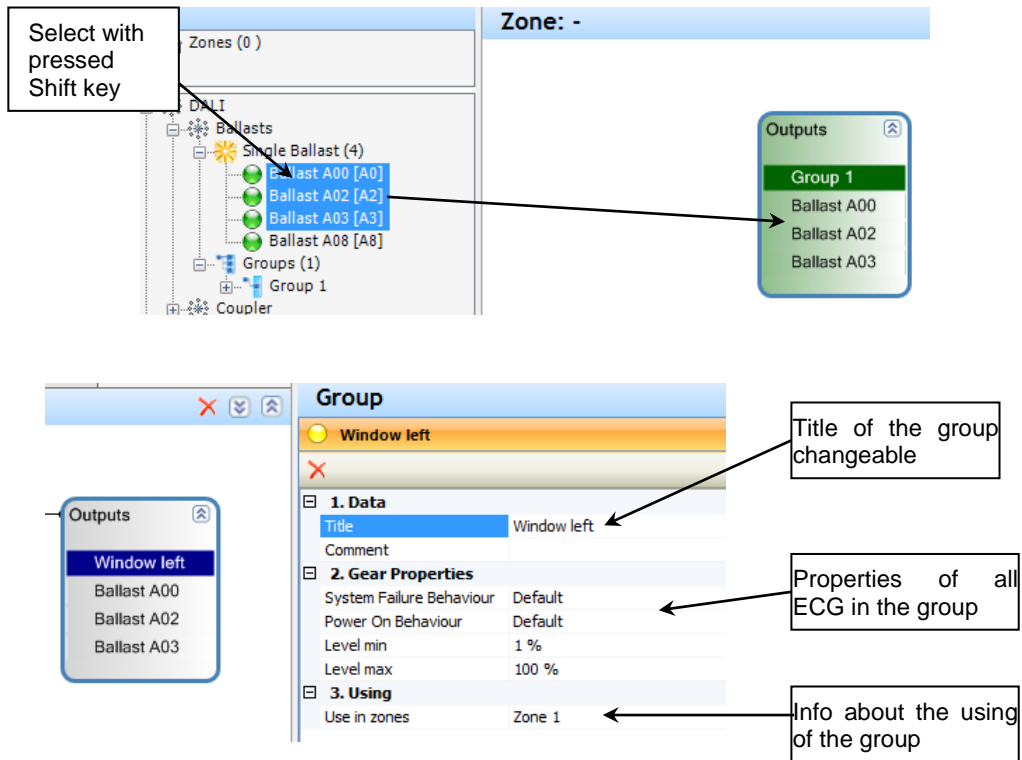 Select with
pressed
Shift key
Zones (0 )
DALI
Ballasts
Single Ballast (4)
Ballast A00 [A0]
Ballast A02 [A2]
Ballast A03 [A3]
Ballast A08 [A8]
Groups (1)
Group 1
Coupler
Zone: -
Outputs
Group 1
Ballast A00
Ballast A02
Ballast A03
Outputs
Window left
Ballast A00
Ballast A02
Ballast A03
Group
Window left
1. Data
Title Window left
Comment
2. Gear Properties
System Failure Behaviour Default
Power On Behaviour Default
Level min 1 %
Level max 100 %
3. Using
Use in zones Zone 1
Title of the group
changeable
Properties of all
ECG in the group
Info about the using
of the group